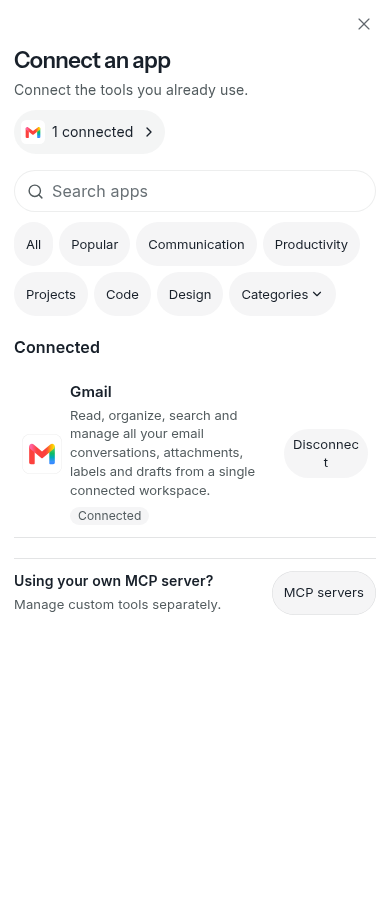 Connect an app
Connect the tools you already use.
1 connected
Search apps
All
Popular
Communication
Productivity
Projects
Code
Design
Categories
Connected
Gmail
Read, organize, search and
manage all your email
conversations, attachments,
labels and drafts from a single
connected workspace.
Connected
Disconnec
t
Using your own MCP server?
Manage custom tools separately.
MCP servers